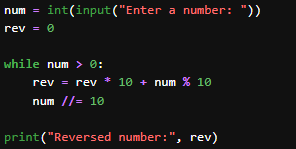 num = int(input("Enter a number: "))
rev = 0

while num > 0:
    rev = rev * 10 + num % 10
    num //= 10

print("Reversed number:", rev)